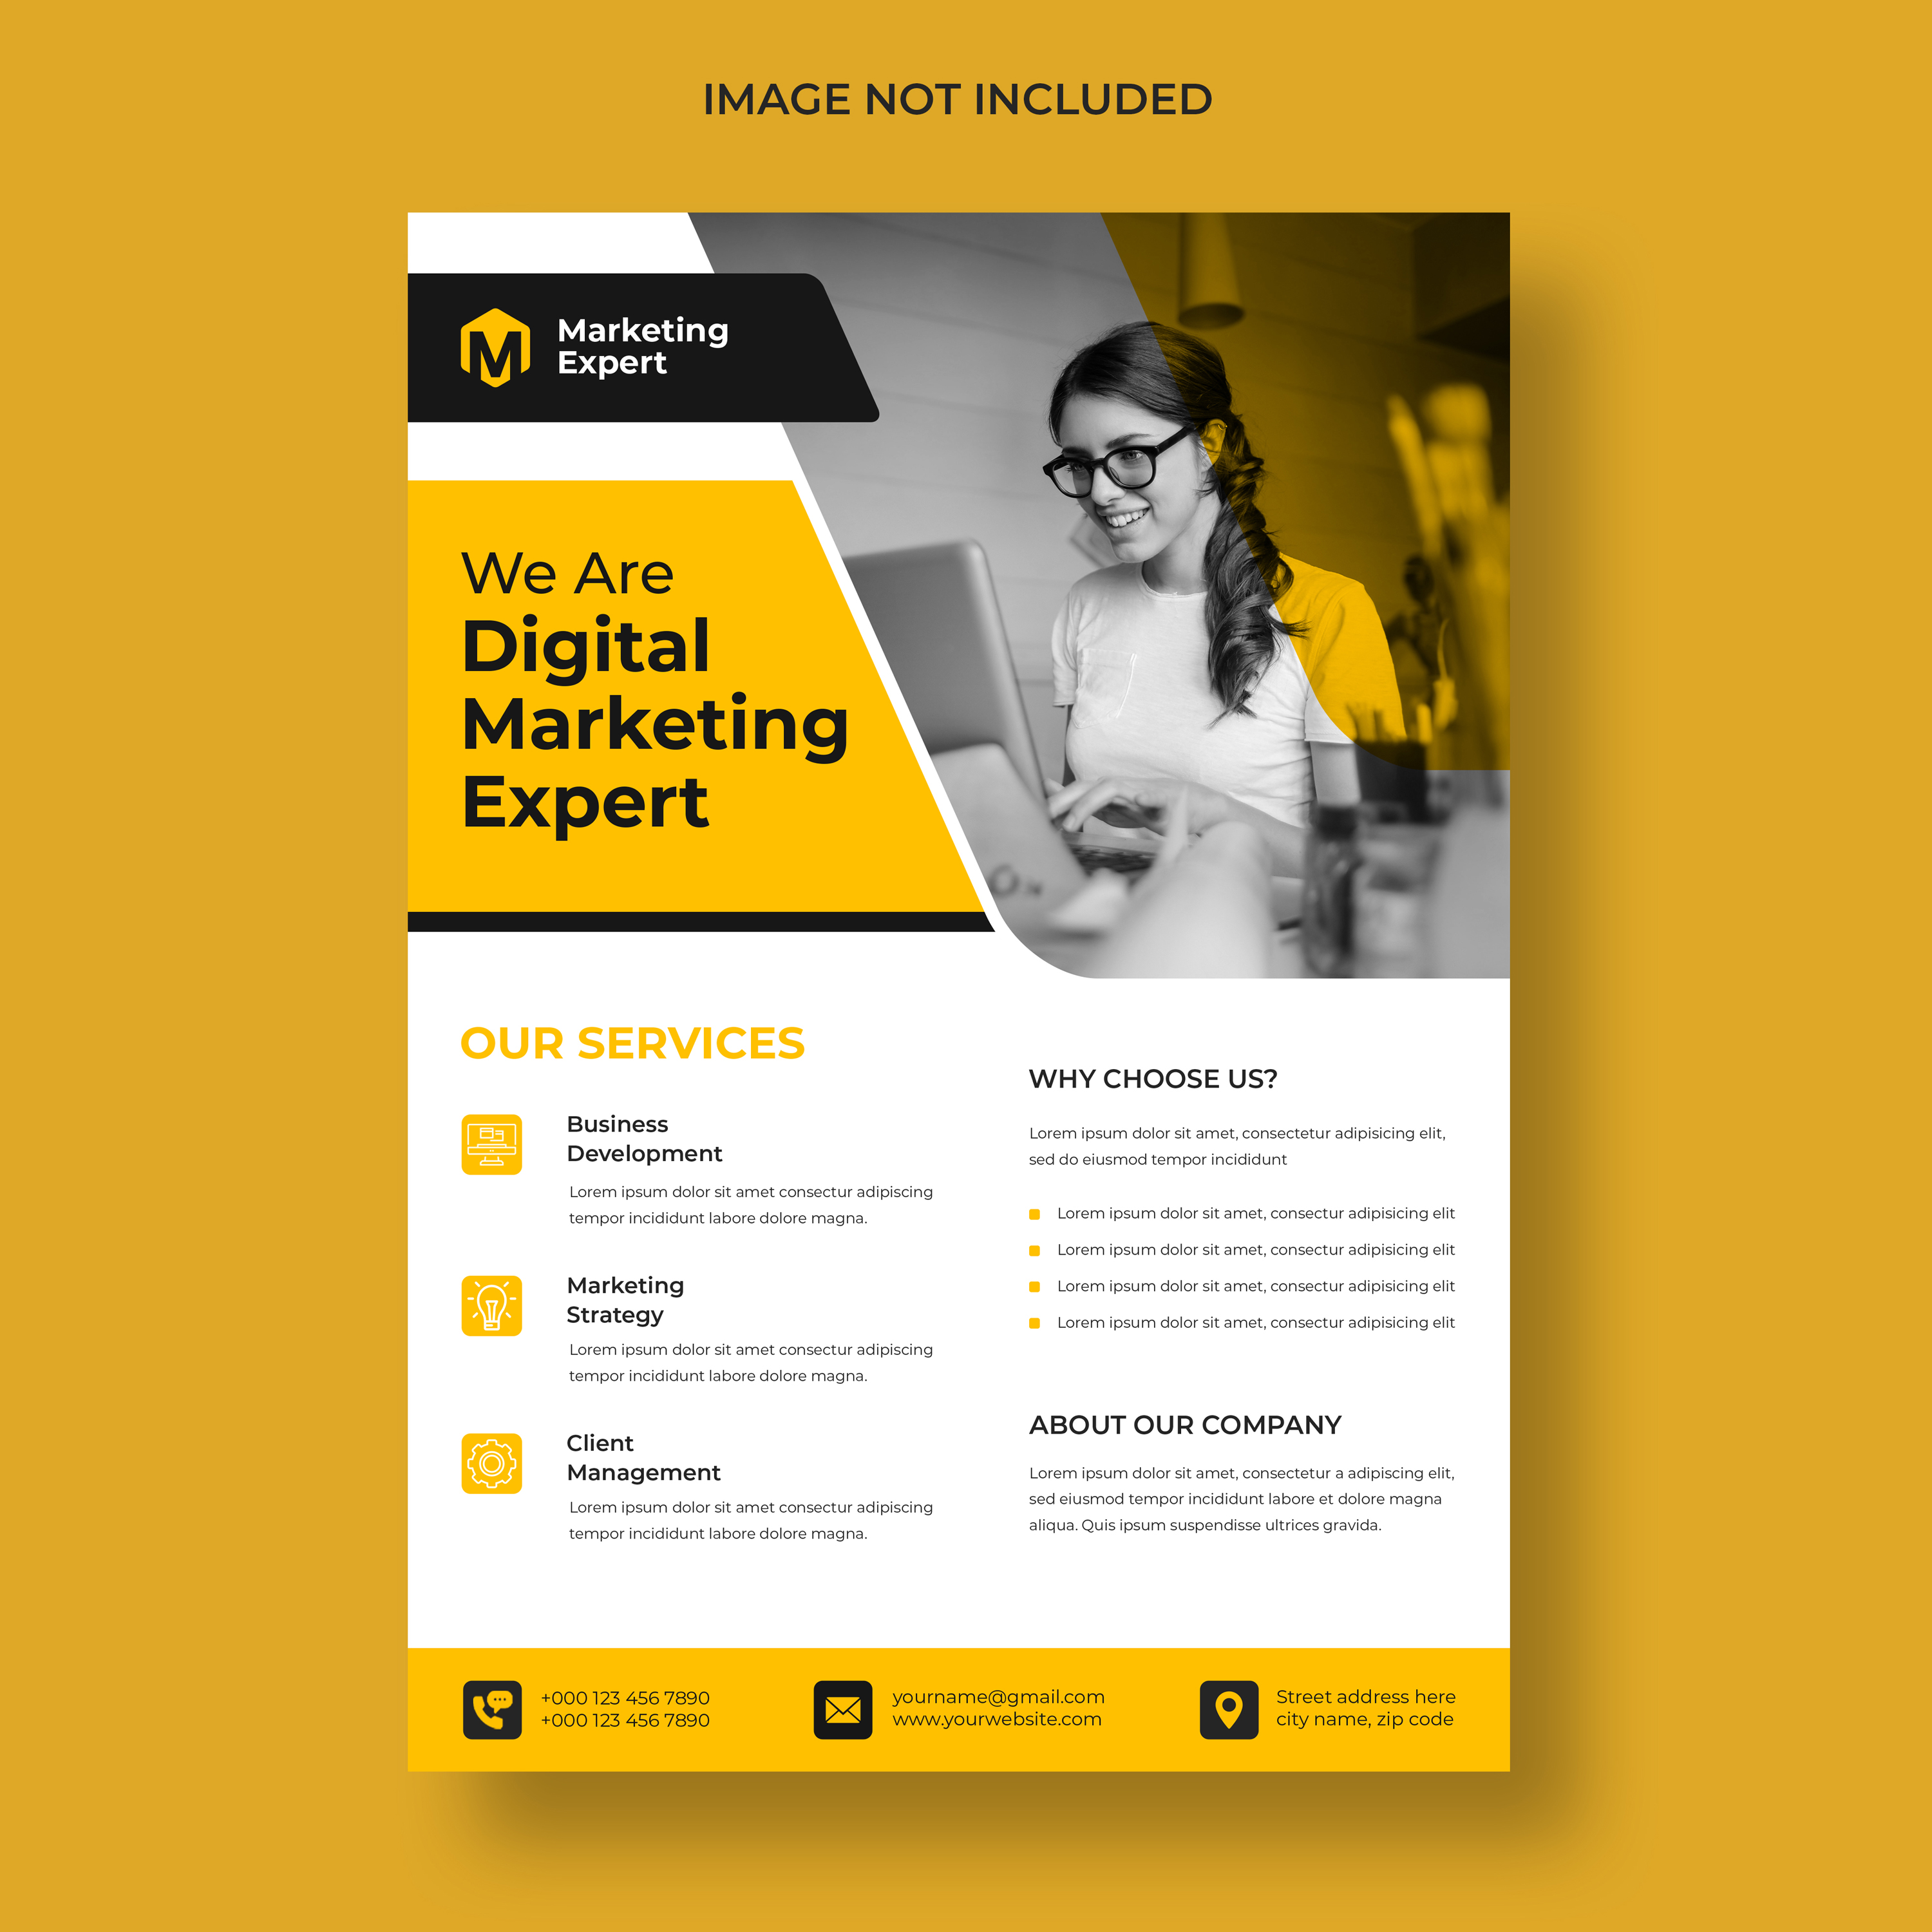 IMAGE NOT INCLUDED
M
Marketing
Expert
We Are
Digital
Marketing
Expert
OUR SERVICES
Business
Development
Lorem ipsum dolor sit amet consectur adipiscing
tempor incididunt labore dolore magna.
Marketing
Strategy
Lorem ipsum dolor sit amet consectur adipiscing
tempor incididunt labore dolore magna.
Client
Management
Lorem ipsum dolor sit amet consectur adipiscing
tempor incididunt labore dolore magna.
WHY CHOOSE US?
Lorem ipsum dolor sit amet, consectetur adipisicing elit,
sed do eiusmod tempor incididunt
Lorem ipsum dolor sit amet, consectur adipisicing elit
Lorem ipsum dolor sit amet, consectur adipisicing elit
Lorem ipsum dolor sit amet, consectur adipisicing elit
Lorem ipsum dolor sit amet, consectur adipisicing elit
ABOUT OUR COMPANY
Lorem ipsum dolor sit amet, consectetur a adipiscing elit,
sed eiusmod tempor incididunt labore et dolore magna
aliqua. Quis ipsum suspendisse ultrices gravida.
+000 123 456 7890
+000 123 456 7890
yourname@gmail.com
www.yourwebsite.com
Street address here
city name, zip code